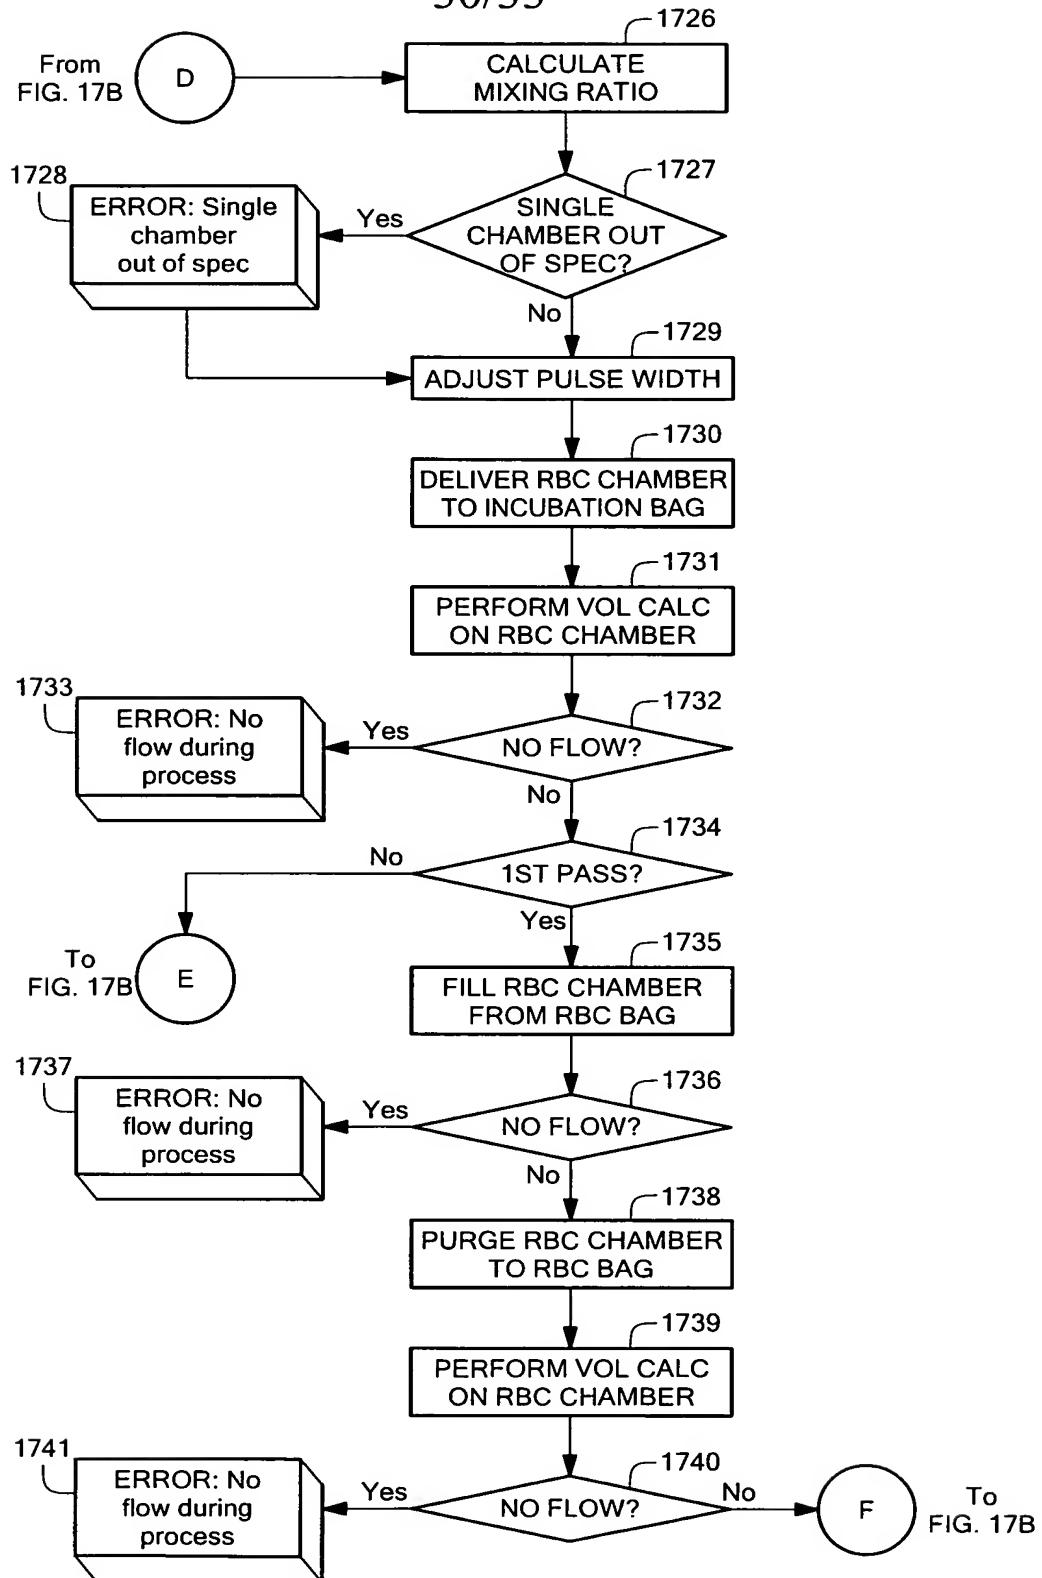 1726
From
FIG. 17B
D
CALCULATE
MIXING RATIO
1727
1728
ERROR: Single
chamber
out of spec
Yes
SINGLE
CHAMBER OUT
OF SPEC?
No
1729
ADJUST PULSE WIDTH
1730
DELIVER RBC CHAMBER
TO INCUBATION BAG
1731
PERFORM VOL CALC
ON RBC CHAMBER
1733
ERROR: No
flow during
process
Yes
1732
NO FLOW?
No
1734
No
1ST PASS?
Yes
To
FIG. 17B
E
1735
FILL RBC CHAMBER
FROM RBC BAG
1737
ERROR: No
flow during
process
Yes
1736
NO FLOW?
No
1738
PURGE RBC CHAMBER
TO RBC BAG
1739
PERFORM VOL CALC
ON RBC CHAMBER
1741
ERROR: No
flow during
process
Yes
1740
NO FLOW?
No
F
To
FIG. 17B